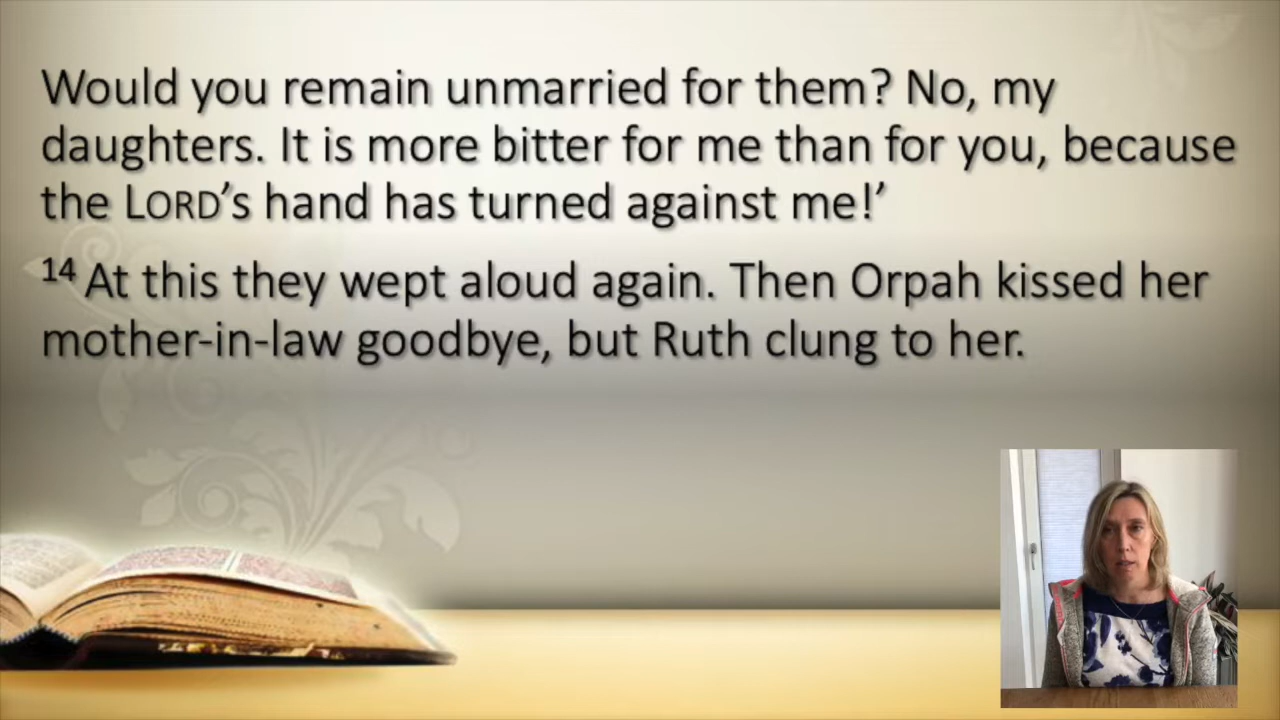 Would you remain unmarried for them? No, my
daughters. It is more bitter for me than for you, because
the LORD’s hand has turned against me!’
14 At this they wept aloud again. Then Orpah kissed her
mother-in-law goodbye, but Ruth clung to her.